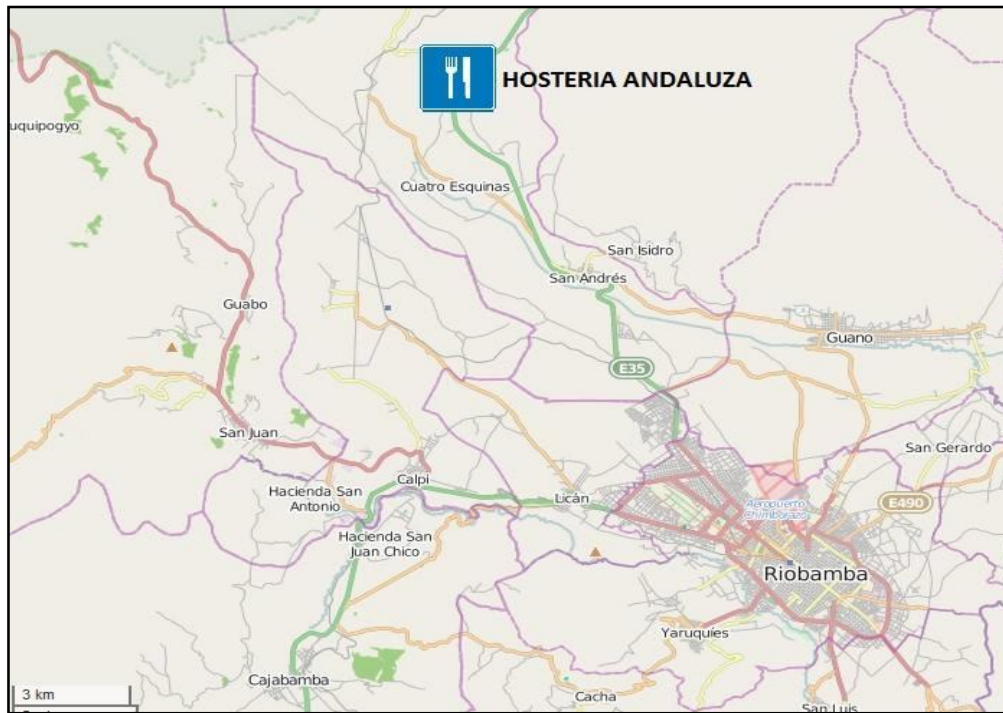 HOSTERIA ANDALUZA
uquipogyo
Cuatro Esquinas
San Isidro
San Andrés
Guabo
Guano
E35
San Juan
San Gerardo
Calpi
Hacienda San
Antonio
Licán
Aeropuerto
Chimborazo
E490
Hacienda San
Juan Chico
Riobamba
Yaruquíes
Cajabamba
Cacha
3 km
San Luis